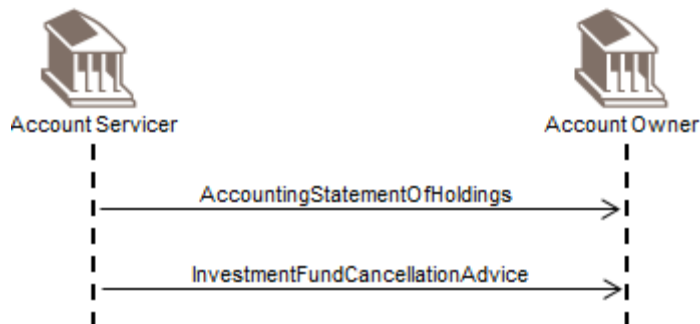 Account Servicer
Account Owner
AccountingStatementOfHoldings
InvestmentFundCancellationAdvice